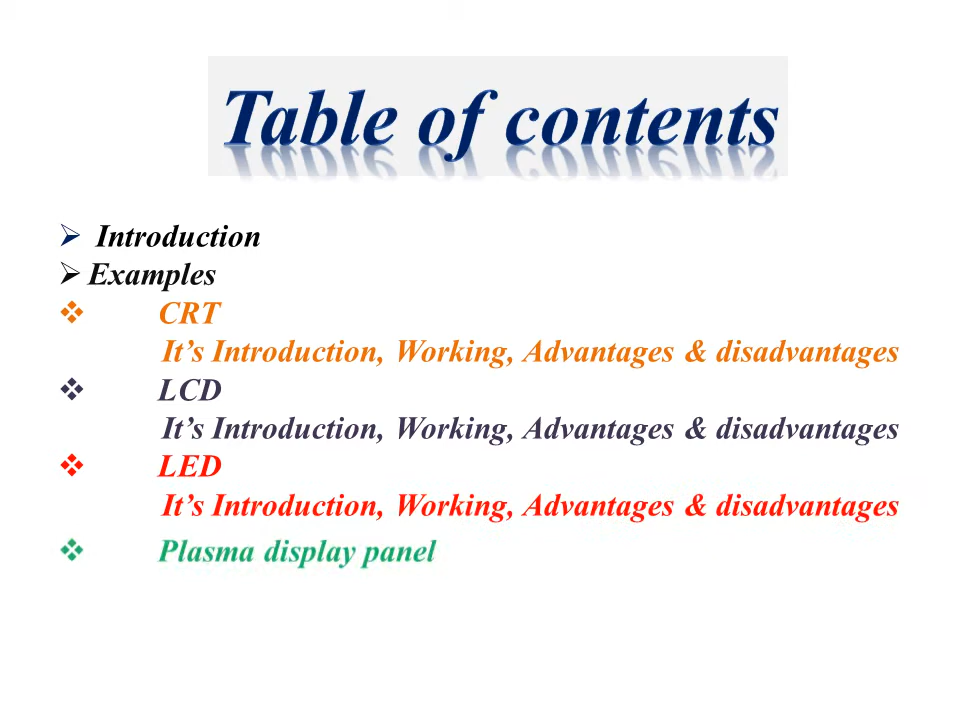 Table of contents
Introduction
Examples
CRT
It’s Introduction, Working, Advantages & disadvantages
LCD
It’s Introduction, Working, Advantages & disadvantages
LED
It’s Introduction, Working, Advantages & disadvantages
Plasma display panel